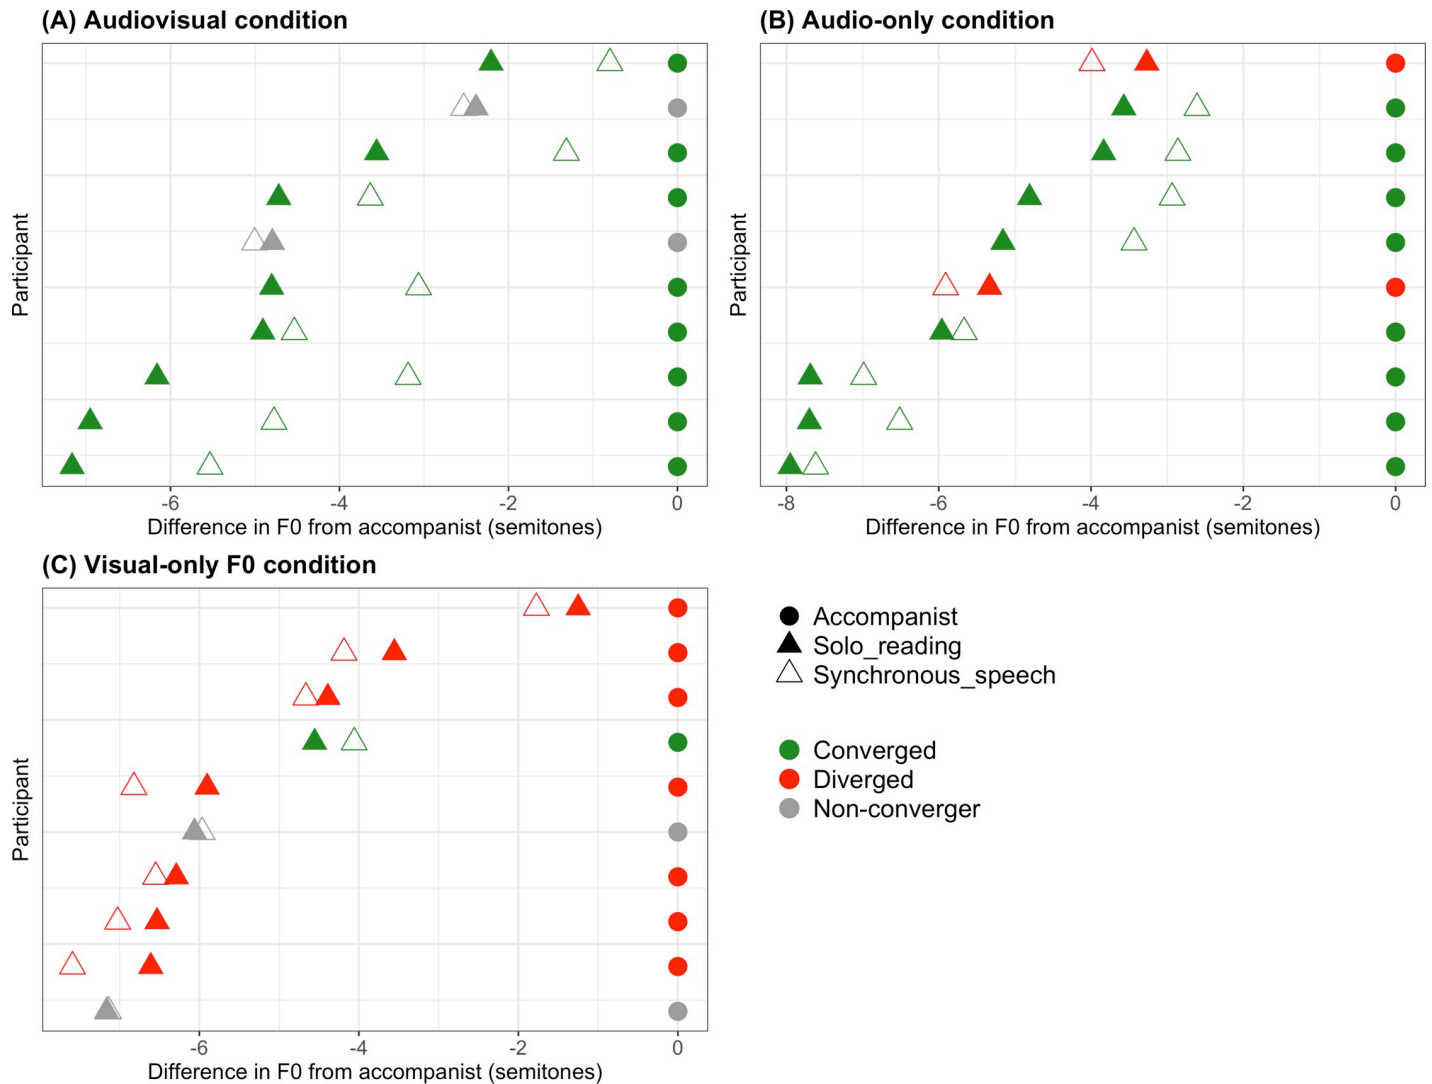 (A) Audiovisual condition
Participant
-6 -4 -2 0
Difference in F0 from accompanist (semitones)
(B) Audio-only condition
Participant
-8 -6 -4 -2 0
Difference in F0 from accompanist (semitones)
(C) Visual-only F0 condition
Participant
-6 -4 -2 0
Difference in F0 from accompanist (semitones)
Accompanist
Solo_reading
Synchronous_speech
Converged
Diverged
Non-converger